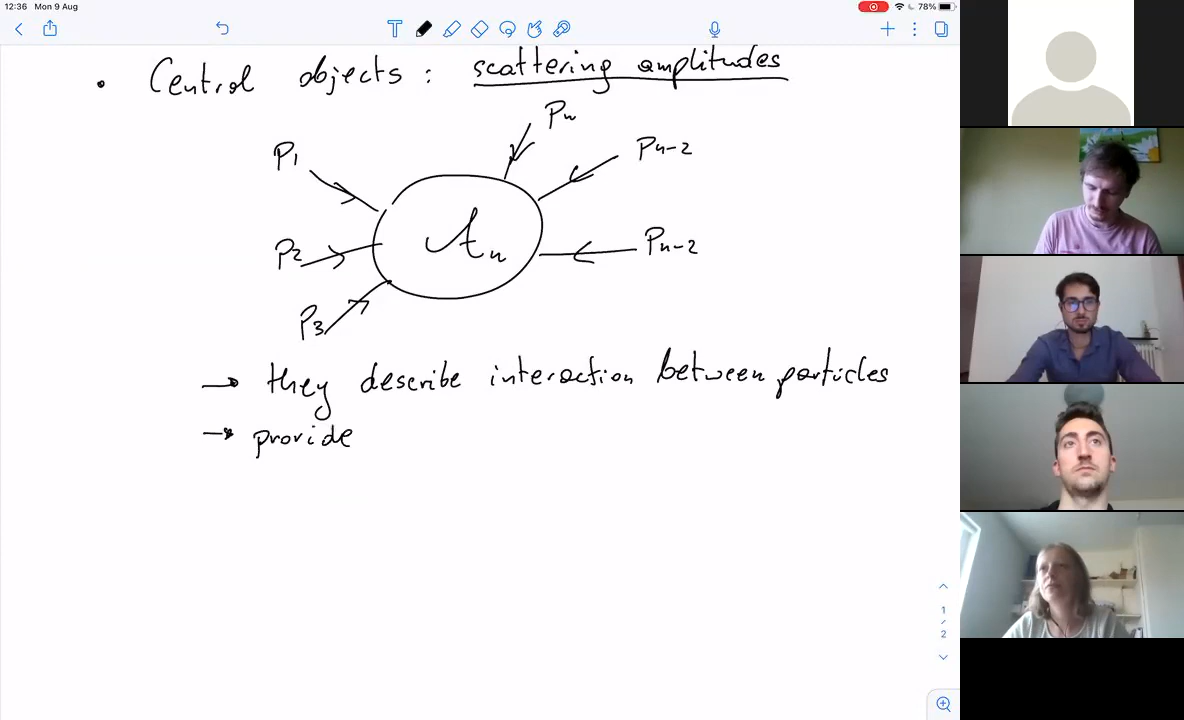 12:36 Mon 9 Aug
78%
• Central objects : scattering amplitudes
Pn
P1
Pn-2
An
P2
Pn-2
P3
→ they describe interaction between particles
→ provide
1
/
2